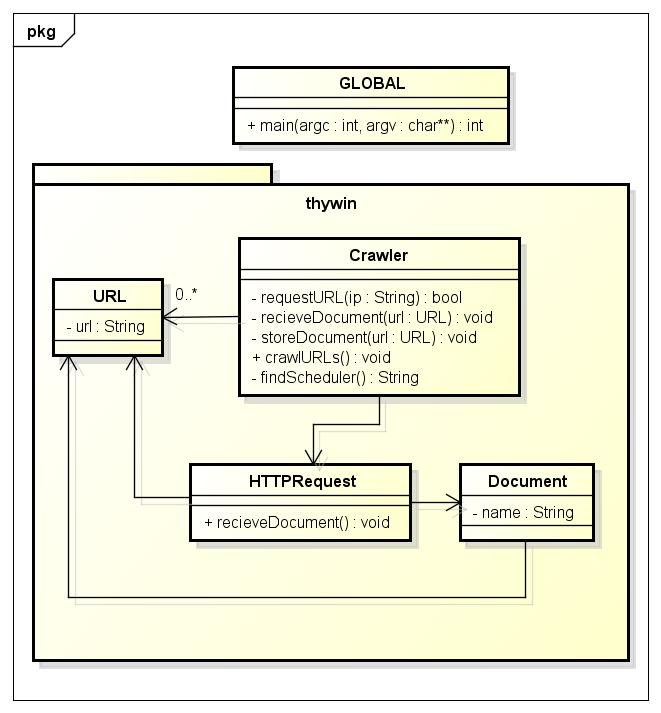 pkg
GLOBAL
+ main(argc : int, argv : char**) : int
thywin
Crawler
- requestURL(ip : String) : bool
- recieveDocument(url : URL) : void
- storeDocument(url : URL) : void
+ crawlURLs() : void
- findScheduler() : String
0..*
URL
- url : String
HTTPRequest
+ recieveDocument() : void
Document
- name : String